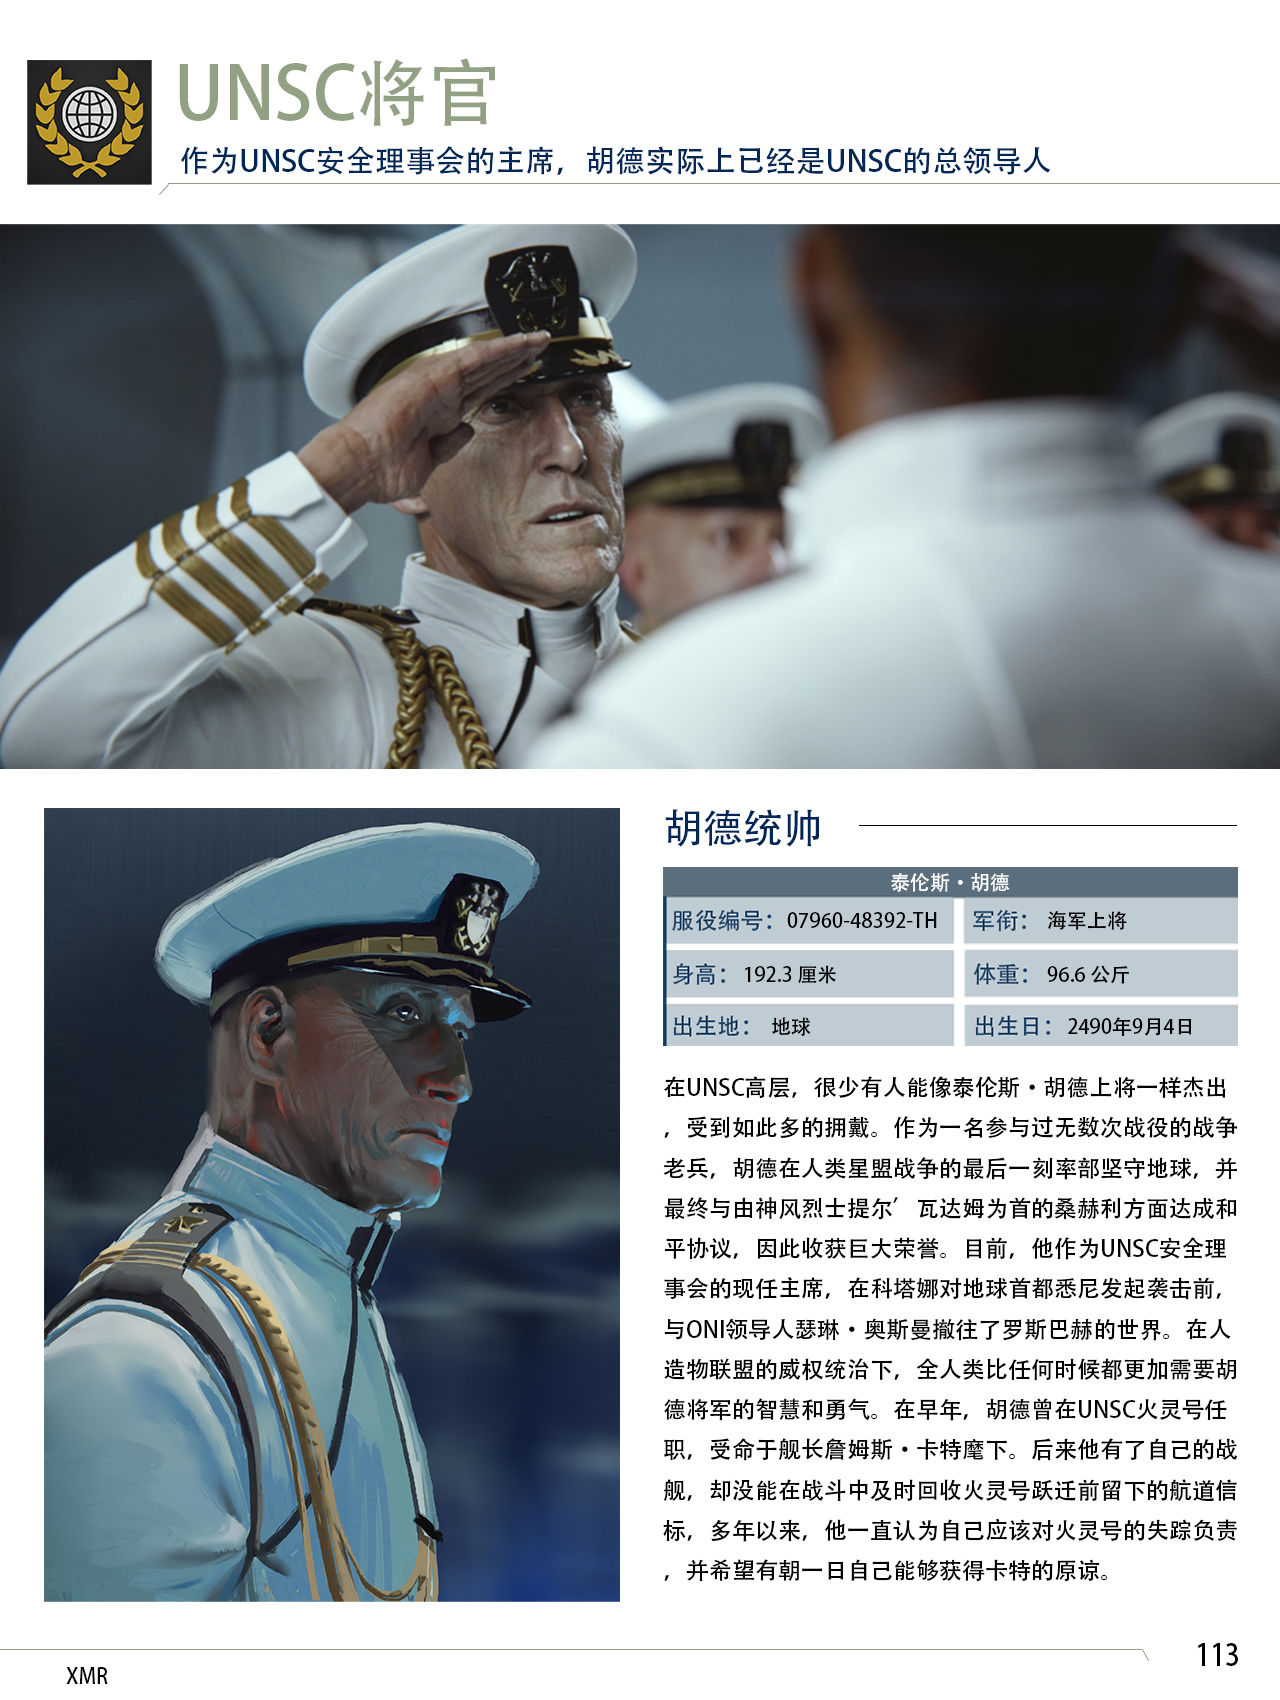 UNSC将官
作为UNSC安全理事会的主席，胡德实际上已经是UNSC的总领导人
胡德统帅
泰伦斯·胡德
服役编号：07960-48392-TH 军衔：海军上将
身高：192.3 厘米 体重：96.6 公斤
出生地：地球 出生日：2490年9月4日
在UNSC高层，很少有人能像泰伦斯·胡德上将一样杰出
，受到如此多的拥戴。作为一名参与过无数次战役的战争
老兵，胡德在人类星盟战争的最后一刻率部坚守地球，并
最终与由神风烈士提尔′瓦达姆为首的桑赫利方面达成和
平协议，因此收获巨大荣誉。目前，他作为UNSC安全理
事会的现任主席，在科塔娜对地球首都悉尼发起袭击前，
与ONI领导人瑟琳·奥斯曼撤往了罗斯巴赫的世界。在人
造物联盟的威权统治下，全人类比任何时候都更加需要胡
德将军的智慧和勇气。在早年，胡德曾在UNSC火灵号任
职，受命于舰长詹姆斯·卡特麾下。后来他有了自己的战
舰，却没能在战斗中及时回收火灵号跃迁前留下的航道信
标，多年以来，他一直认为自己应该对火灵号的失踪负责
，并希望有朝一日自己能够获得卡特的原谅。
113
XMR